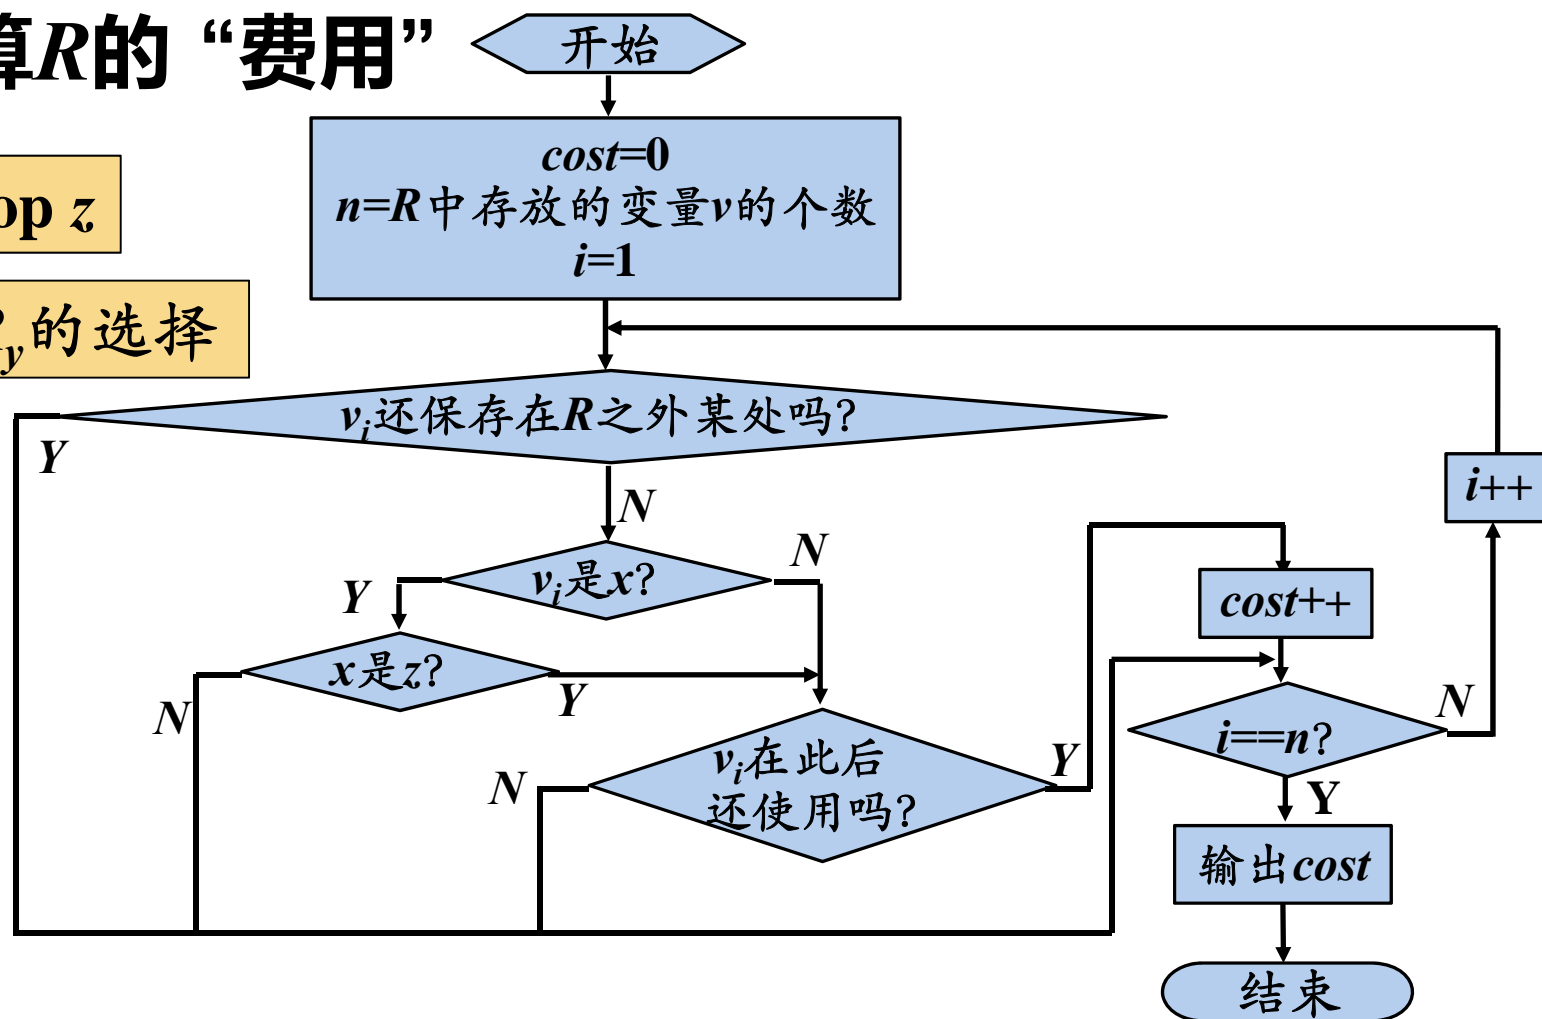 算R的“费用”
开始
cost=0
n=R中存放的变量v的个数
i=1
op z
y的选择
vi还保存在R之外某处吗?
Y
N
i++
vi是x?
N
Y
cost++
x是z?
Y
N
N
i==n?
vi在此后
还使用吗?
Y
N
Y
输出cost
结束